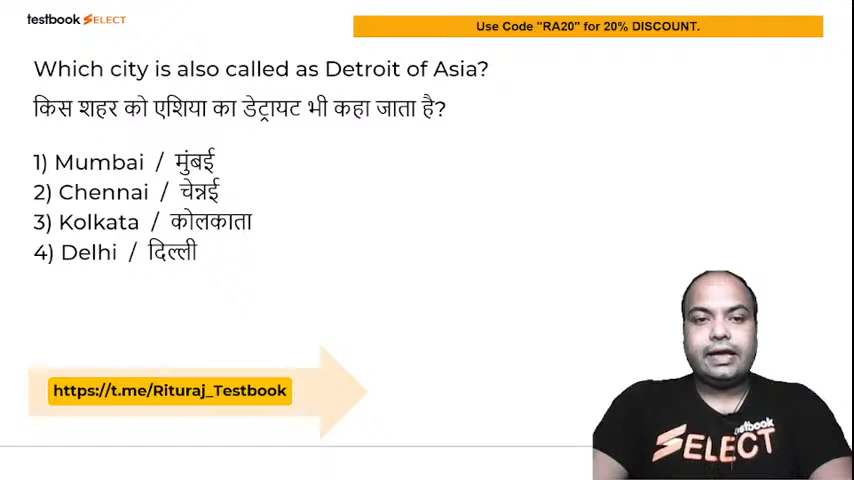 testbook SELECT
Use Code "RA20" for 20% DISCOUNT.
Which city is also called as Detroit of Asia?
किस शहर को एशिया का डेट्रायट भी कहा जाता है?
1) Mumbai / मुंबई
2) Chennai / चेन्नई
3) Kolkata / कोलकाता
4) Delhi / दिल्ली
https://t.me/Rituraj_Testbook
testbook
SELECT